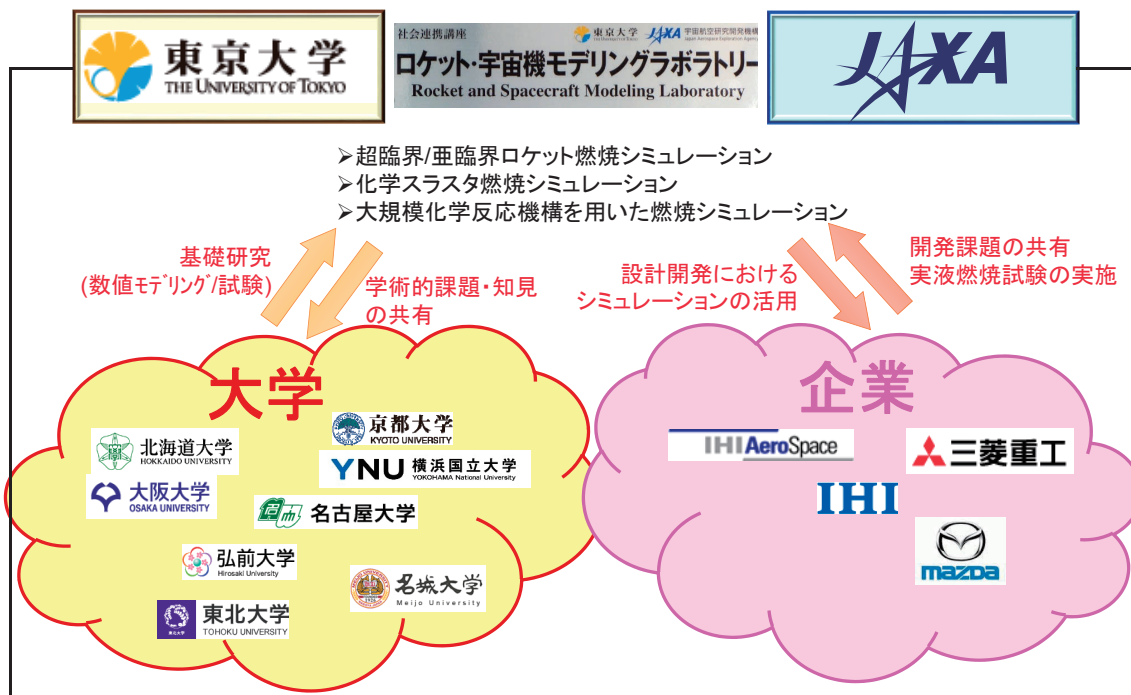 東京大学
THE UNIVERSITY OF TOKYO
社会連携講座
東京大学
JAXA 宇宙航空研究開発機構
Japan Aerospace Exploration Agency
ロケット・宇宙機モデリングラボラトリー
Rocket and Spacecraft Modeling Laboratory
JAXA
➢超臨界/亜臨界ロケット燃焼シミュレーション
➢化学スラスタ燃焼シミュレーション
➢大規模化学反応機構を用いた燃焼シミュレーション
基礎研究
(数値ﾓﾃﾞﾘﾝｸﾞ/試験)
学術的課題・知見
の共有
設計開発における
シミュレーションの活用
開発課題の共有
実液燃焼試験の実施
大学
京都大学
KYOTO UNIVERSITY
北海道大学
HOKKAIDO UNIVERSITY
YNU 横浜国立大学
YOKOHAMA National University
大阪大学
OSAKA UNIVERSITY
名古屋大学
弘前大学
Hirosaki University
名城大学
Meijo University
東北大学
東北大学
TOHOKU UNIVERSITY
企業
IHI AeroSpace
三菱重工
IHI
mazda